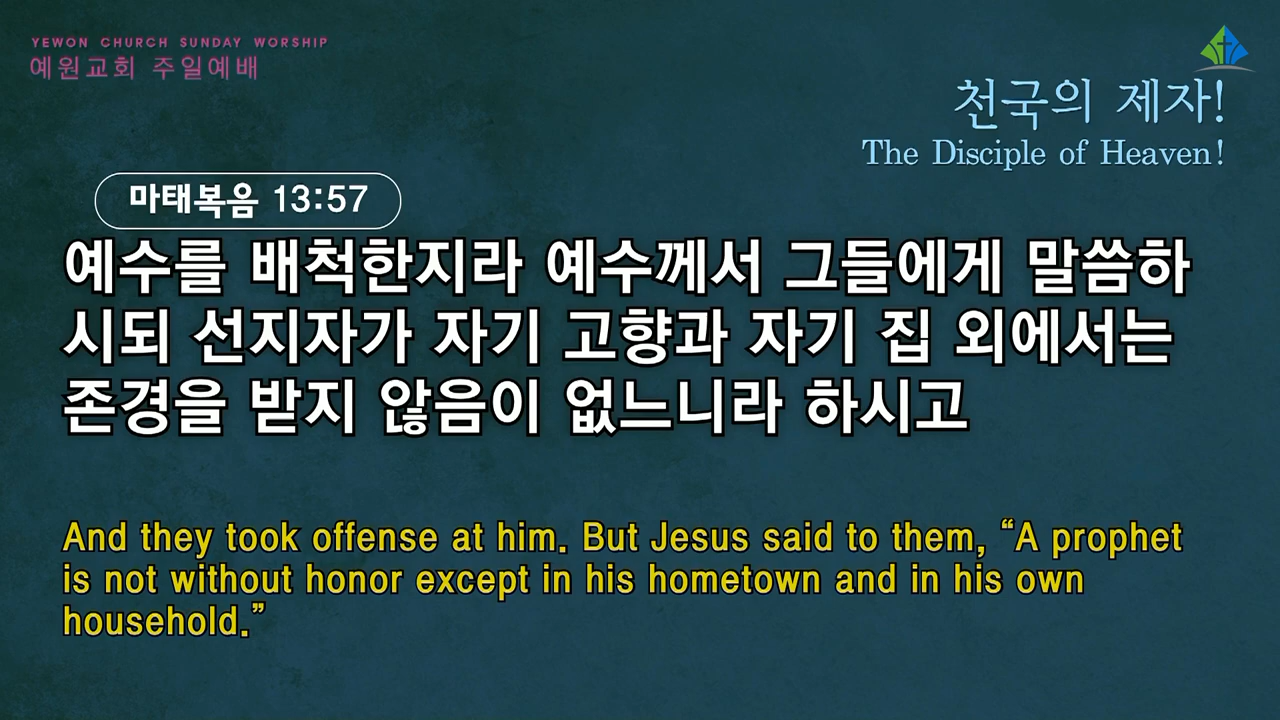 YEWON CHURCH SUNDAY WORSHIP
예원교회 주일예배
천국의 제자!
The Disciple of Heaven!
마태복음 13:57
예수를 배척한지라 예수께서 그들에게 말씀하
시되 선지자가 자기 고향과 자기 집 외에서는
존경을 받지 않음이 없느니라 하시고
And they took offense at him. But Jesus said to them, “A prophet
is not without honor except in his hometown and in his own
household.”